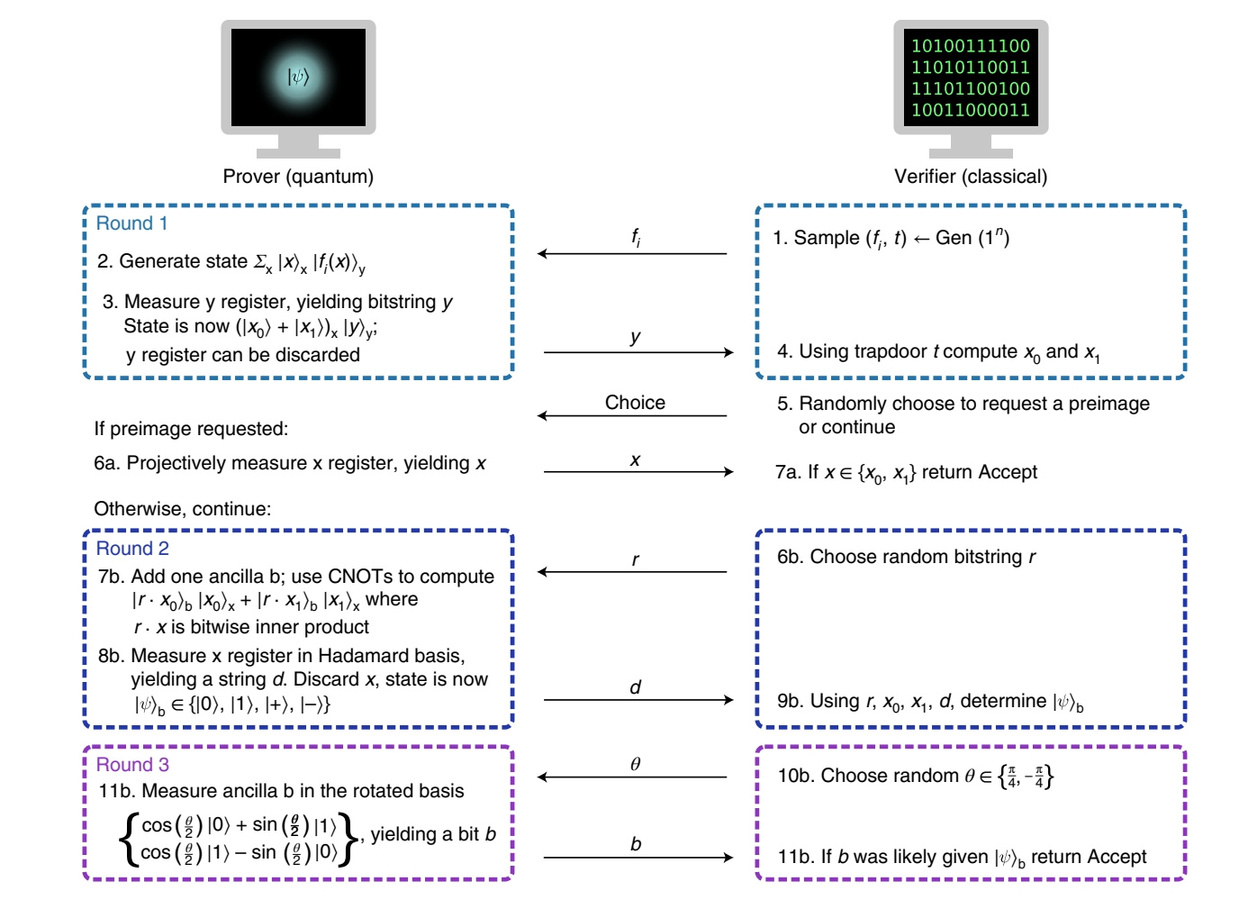 |ψ⟩
10100111100
11010110011
11101100100
10011000011
Prover (quantum)
Verifier (classical)
Round 1
2. Generate state Σₓ |x⟩ₓ |fᵢ(x)⟩y
3. Measure y register, yielding bitstring y
State is now (|x₀⟩ + |x₁⟩)ₓ |y⟩y;
y register can be discarded
fᵢ
y
1. Sample (fᵢ, t) ← Gen (1ⁿ)
4. Using trapdoor t compute x₀ and x₁
Choice
5. Randomly choose to request a preimage
or continue
If preimage requested:
6a. Projectively measure x register, yielding x
x
7a. If x ∈ {x₀, x₁} return Accept
Otherwise, continue:
Round 2
7b. Add one ancilla b; use CNOTs to compute
|r · x₀⟩b |x₀⟩ₓ + |r · x₁⟩b |x₁⟩ₓ where
r · x is bitwise inner product
8b. Measure x register in Hadamard basis,
yielding a string d. Discard x, state is now
|ψ⟩b ∈ {|0⟩, |1⟩, |+⟩, |−⟩}
r
d
6b. Choose random bitstring r
9b. Using r, x₀, x₁, d, determine |ψ⟩b
Round 3
11b. Measure ancilla b in the rotated basis
{cos(θ/2) |0⟩ + sin(θ/2) |1⟩
cos(θ/2) |1⟩ − sin (θ/2) |0⟩}, yielding a bit b
θ
b
10b. Choose random θ ∈ {π/4, −π/4}
11b. If b was likely given |ψ⟩b return Accept